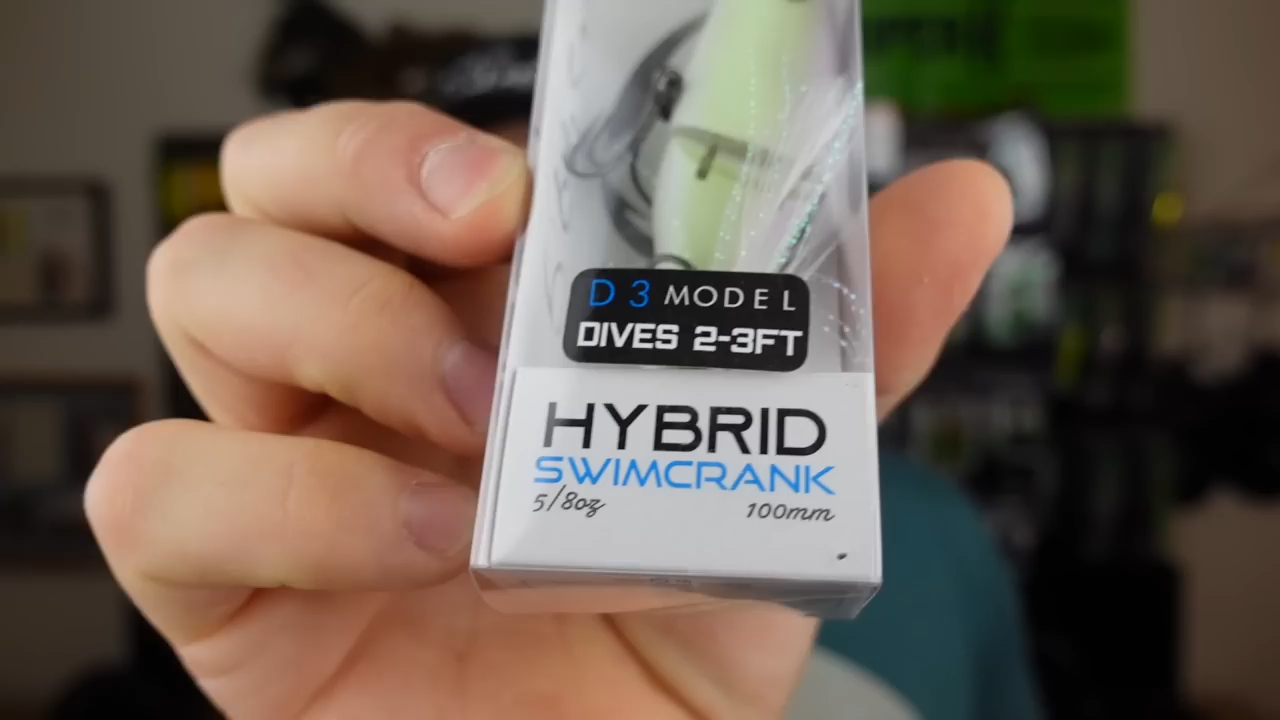 D3 MODEL
DIVES 2-3FT
HYBRID
SWIMCRANK
5/8oz 100mm